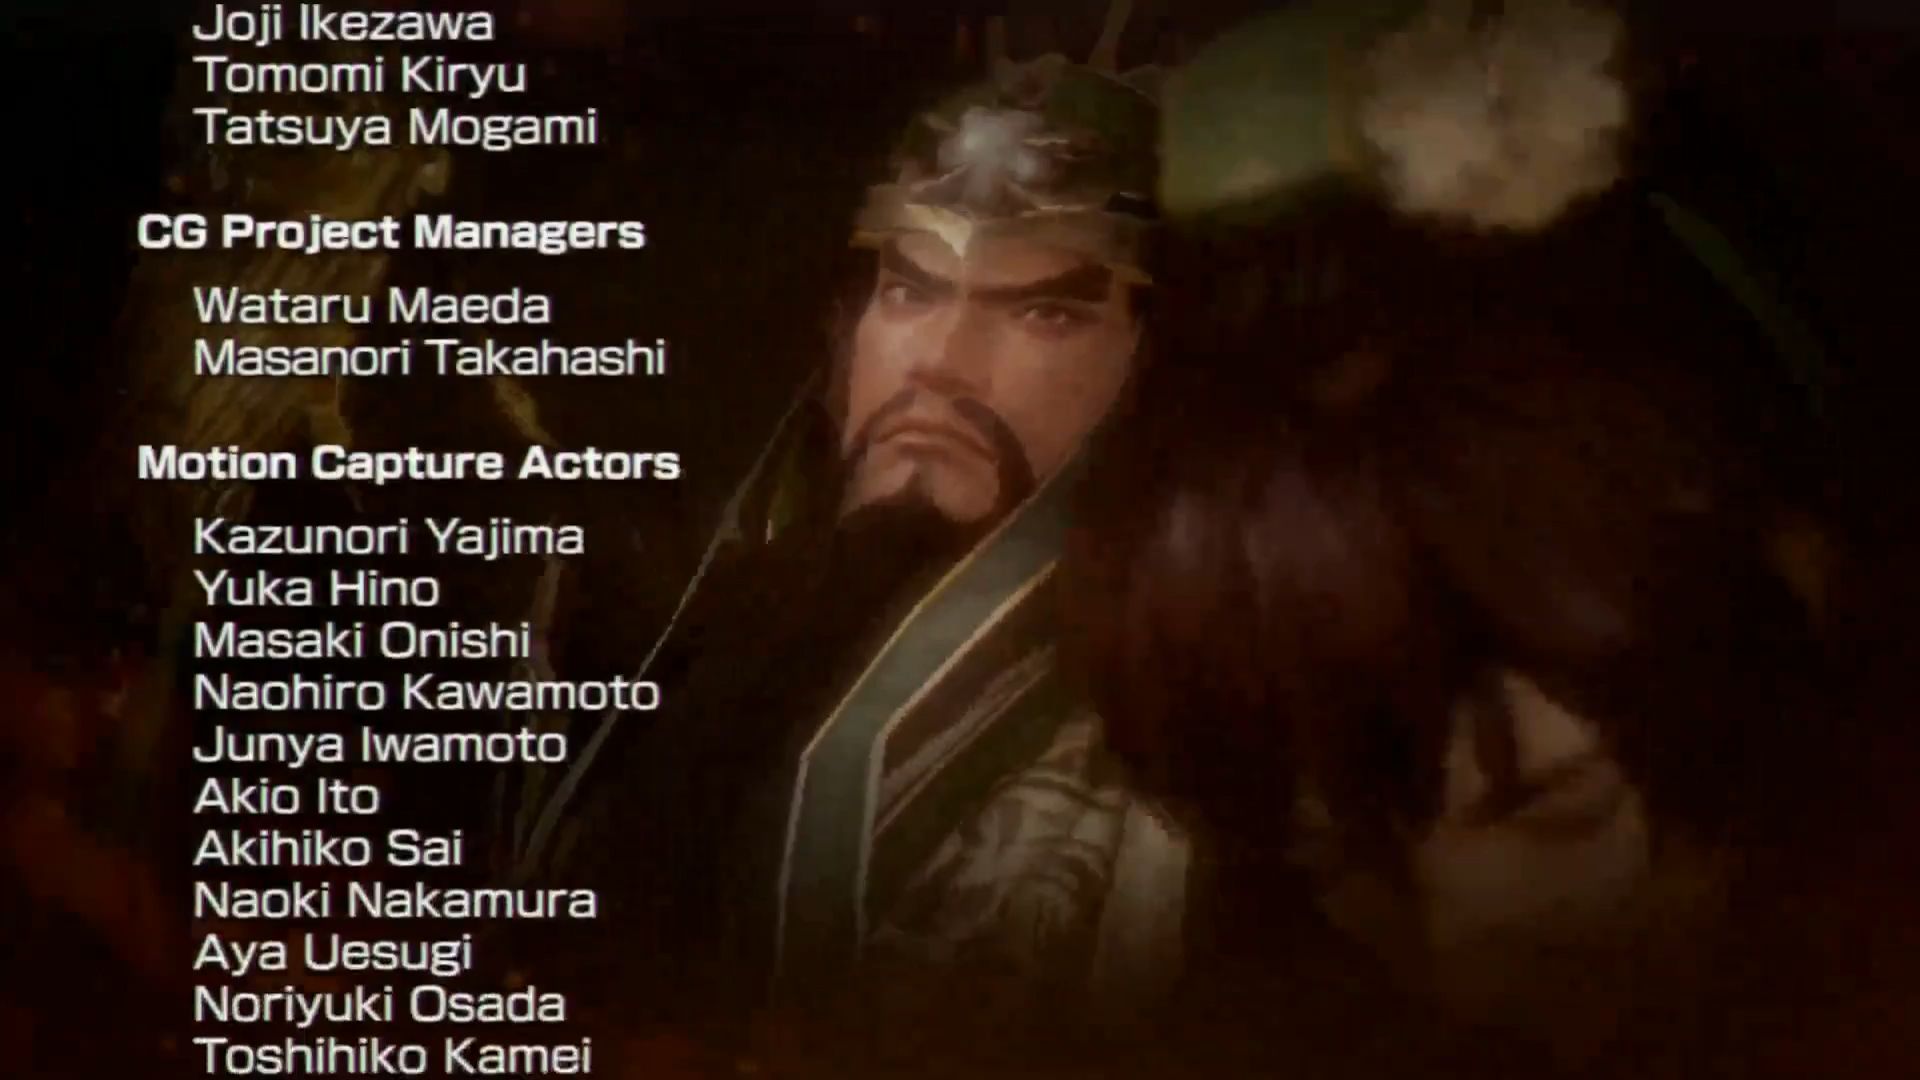 Joji Ikezawa
Tomomi Kiryu
Tatsuya Mogami
CG Project Managers
Wataru Maeda
Masanori Takahashi
Motion Capture Actors
Kazunori Yajima
Yuka Hino
Masaki Onishi
Naohiro Kawamoto
Junya Iwamoto
Akio Ito
Akihiko Sai
Naoki Nakamura
Aya Uesugi
Noriyuki Osada
Toshihiko Kamei